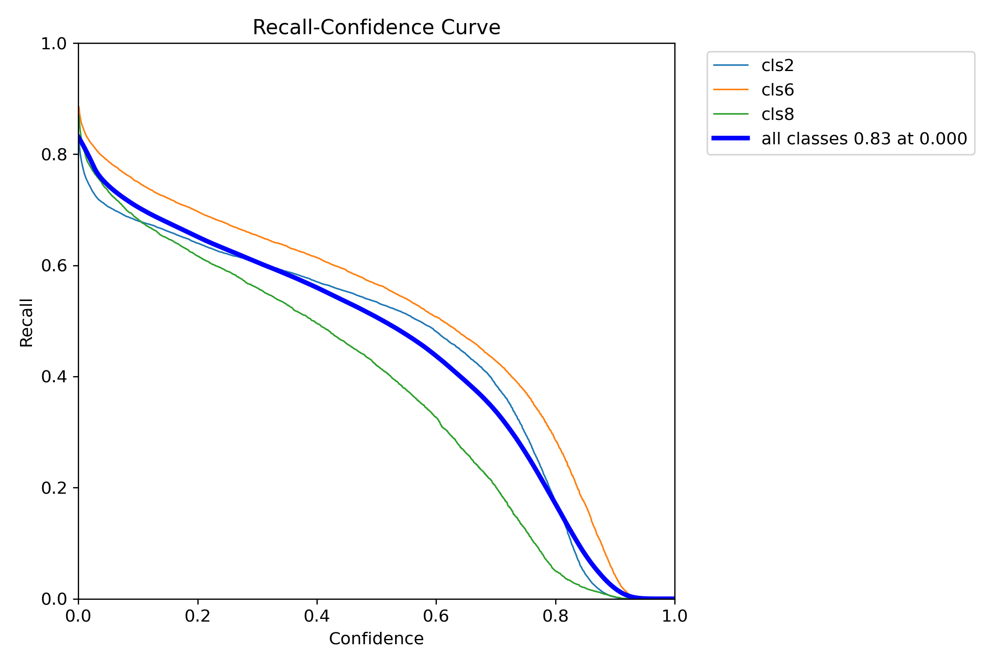 Recall-Confidence Curve
1.0
0.8
0.6
0.4
0.2
0.0
Recall
0.0 0.2 0.4 0.6 0.8 1.0
Confidence
cls2
cls6
cls8
all classes 0.83 at 0.000